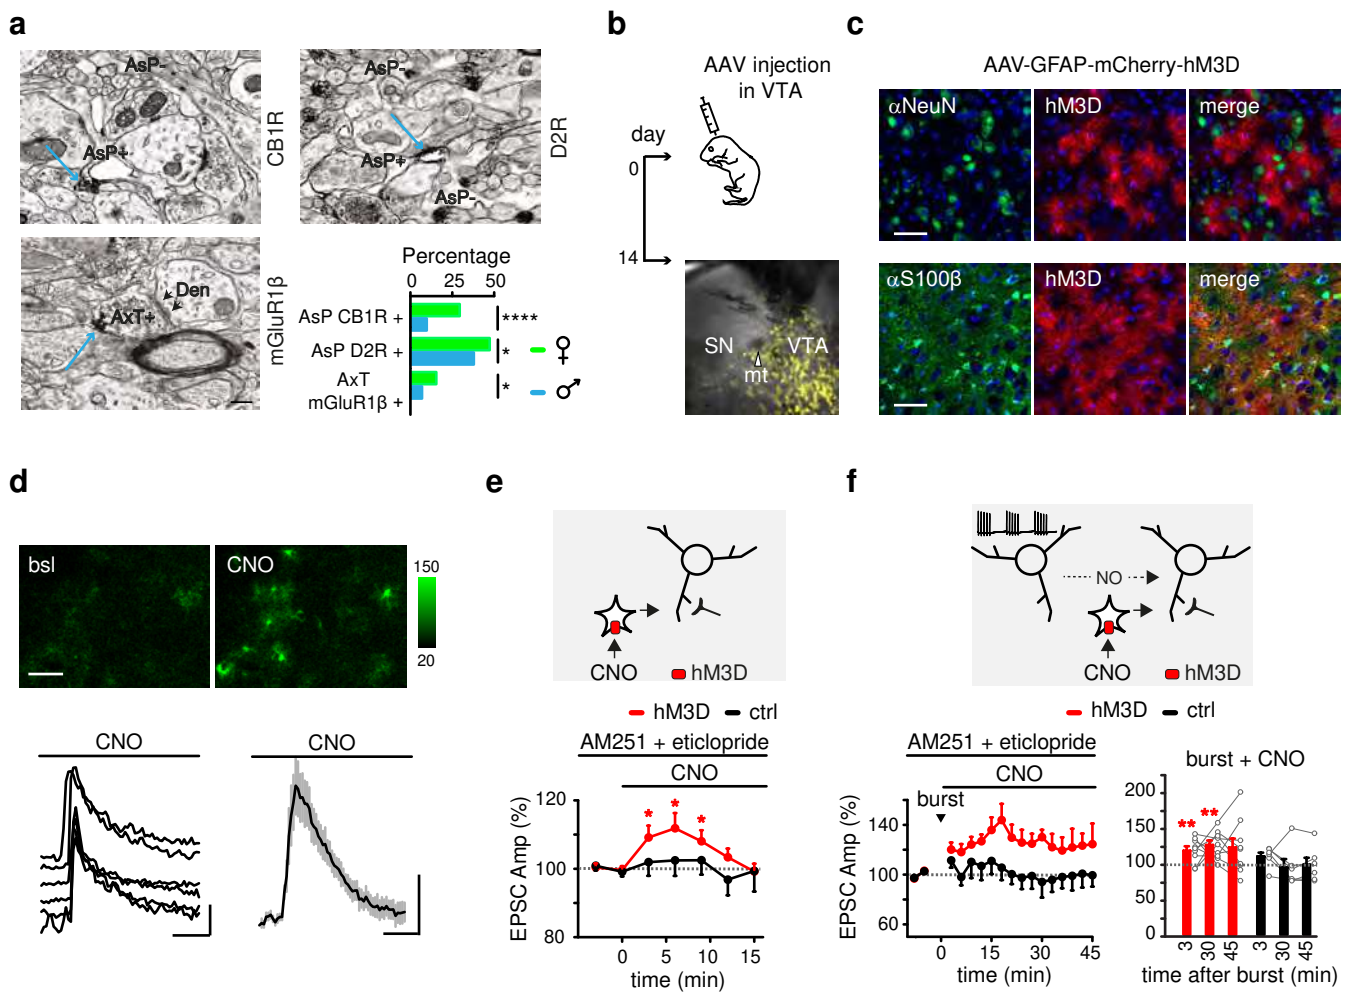 a
AsP-
AsP+
CB1R
AsP-
AsP+
AsP-
D2R
Den
AxT+
mGluR1β
Percentage
0 25 50
AsP CB1R +
****
AsP D2R +
*
♀
AxT
mGluR1β +
*
♂
b
AAV injection
in VTA
day
0
14
SN
VTA
mt
c
AAV-GFAP-mCherry-hM3D
αNeuN
hM3D
merge
αS100β
hM3D
merge
d
bsl
CNO
150
20
CNO
CNO
e
CNO
hM3D
hM3D ctrl
AM251 + eticlopride
CNO
120
100
80
EPSC Amp (%)
* * *
0 5 10 15
time (min)
f
NO
CNO
hM3D
hM3D ctrl
AM251 + eticlopride
CNO
burst
140
100
60
EPSC Amp (%)
0 15 30 45
time (min)
burst + CNO
200
150
100
50
0
** **
3 30 45 3 30 45
time after burst (min)